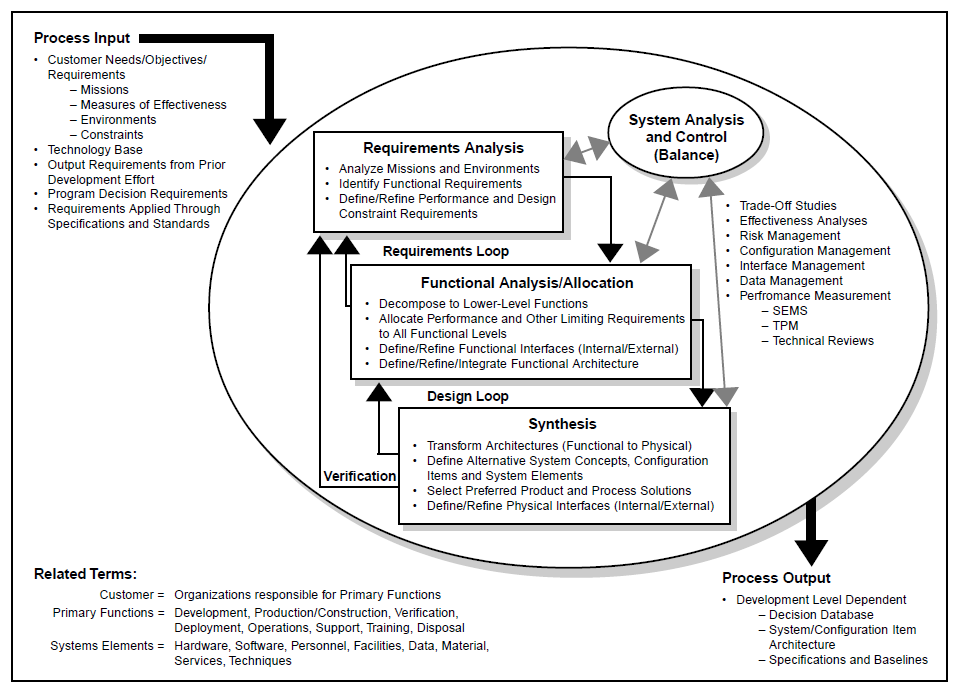 Process Input
• Customer Needs/Objectives/
Requirements
– Missions
– Measures of Effectiveness
– Environments
– Constraints
• Technology Base
• Output Requirements from Prior
Development Effort
• Program Decision Requirements
• Requirements Applied Through
Specifications and Standards
System Analysis
and Control
(Balance)
Requirements Analysis
• Analyze Missions and Environments
• Identify Functional Requirements
• Define/Refine Performance and Design
Constraint Requirements
• Trade-Off Studies
• Effectiveness Analyses
• Risk Management
• Configuration Management
• Interface Management
• Data Management
• Perfromance Measurement
– SEMS
– TPM
– Technical Reviews
Requirements Loop
Functional Analysis/Allocation
• Decompose to Lower-Level Functions
• Allocate Performance and Other Limiting Requirements
to All Functional Levels
• Define/Refine Functional Interfaces (Internal/External)
• Define/Refine/Integrate Functional Architecture
Design Loop
Synthesis
• Transform Architectures (Functional to Physical)
• Define Alternative System Concepts, Configuration
Items and System Elements
• Select Preferred Product and Process Solutions
• Define/Refine Physical Interfaces (Internal/External)
Verification
Related Terms:
Customer = Organizations responsible for Primary Functions
Primary Functions = Development, Production/Construction, Verification,
Deployment, Operations, Support, Training, Disposal
Systems Elements = Hardware, Software, Personnel, Facilities, Data, Material,
Services, Techniques
Process Output
• Development Level Dependent
– Decision Database
– System/Configuration Item
Architecture
– Specifications and Baselines